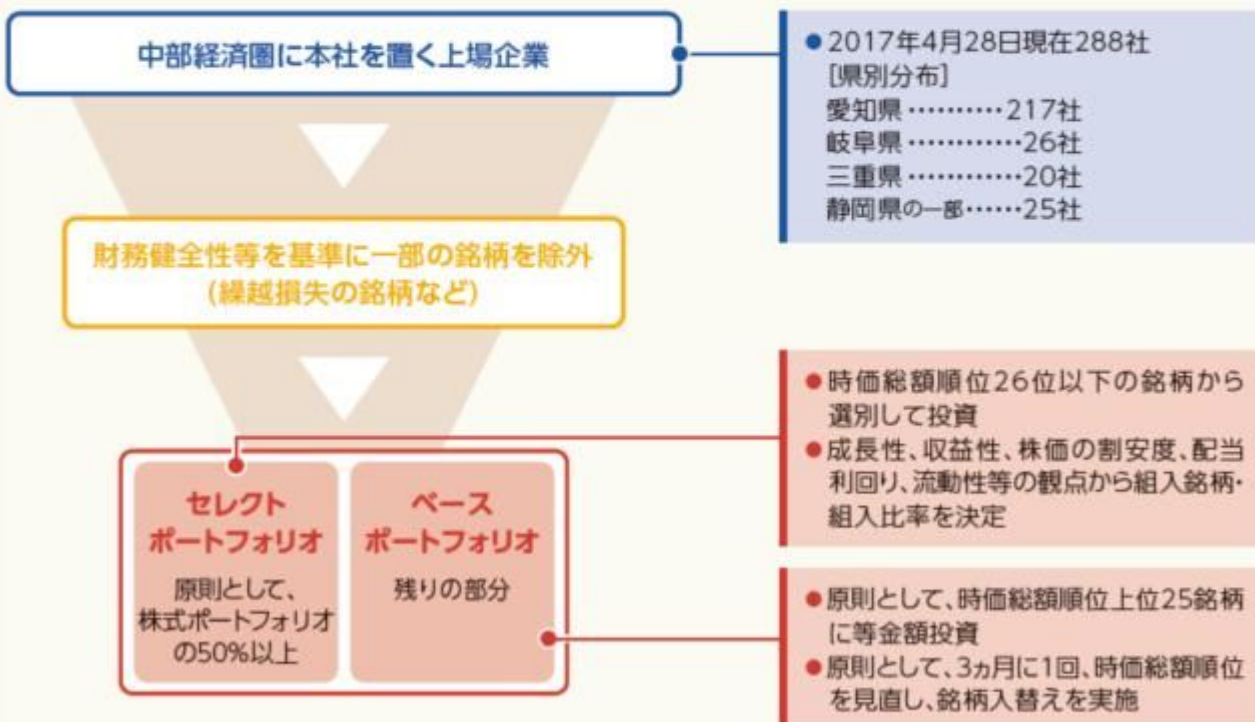 中部経済圏に本社を置く上場企業
●2017年4月28日現在288社
[県別分布]
愛知県‥‥‥‥‥217社
岐阜県‥‥‥‥‥‥26社
三重県‥‥‥‥‥‥20社
静岡県の一部‥‥‥25社
財務健全性等を基準に一部の銘柄を除外
(繰越損失の銘柄など)
セレクト
ポートフォリオ
原則として、
株式ポートフォリオ
の50%以上
ベース
ポートフォリオ
残りの部分
●時価総額順位26位以下の銘柄から
選別して投資
●成長性、収益性、株価の割安度、配当
利回り、流動性等の観点から組入銘柄・
組入比率を決定
●原則として、時価総額順位上位25銘柄
に等金額投資
●原則として、3ヵ月に1回、時価総額順位
を見直し、銘柄入替えを実施